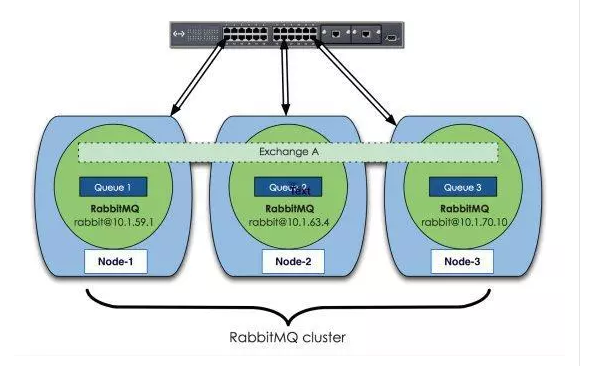 Exchange A
Queue 1
Queue 2
Text
Queue 3
RabbitMQ
rabbit@10.1.59.1
RabbitMQ
rabbit@10.1.63.4
RabbitMQ
rabbit@10.1.70.10
Node-1
Node-2
Node-3
RabbitMQ cluster